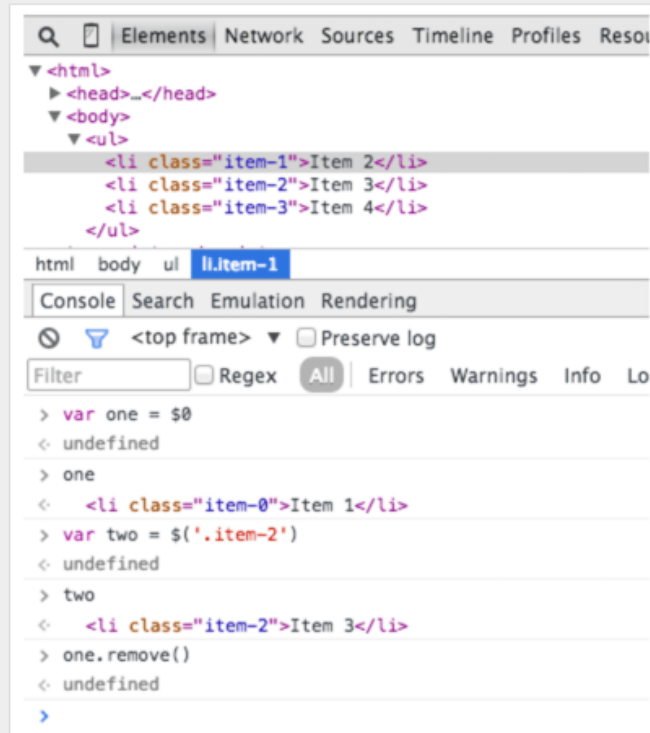 Elements Network Sources Timeline Profiles
<html>
<head>…</head>
<body>
<ul>
<li class="item-1">Item 2</li>
<li class="item-2">Item 3</li>
<li class="item-3">Item 4</li>
</ul>
html body ul li.item-1
Console Search Emulation Rendering
<top frame> ▼ Preserve log
Filter Regex All Errors Warnings Info
> var one = $0
undefined
> one
<li class="item-0">Item 1</li>
> var two = $('.item-2')
undefined
> two
<li class="item-2">Item 3</li>
> one.remove()
undefined
>